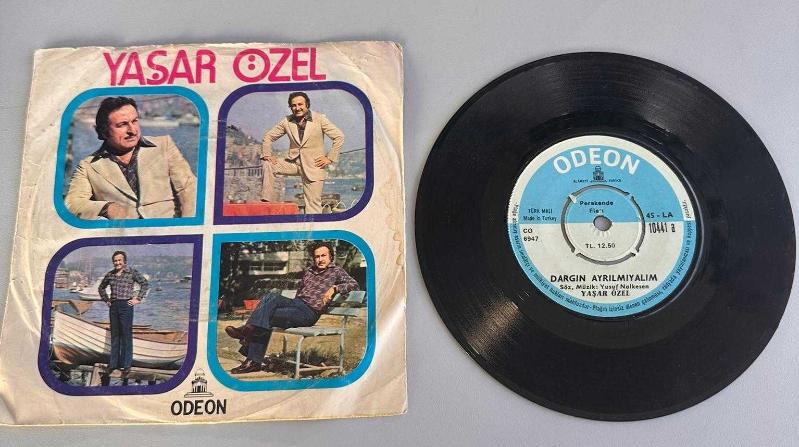 YAŞAR ÖZEL
ODEON
ODEON
TÜRK MALI
Made in Turkey
CO
6947
Perakende
TL. 12.50
45 - LA
10441 a
DARGIN AYRILMIYALIM
Söz, Müzik: Yusuf Nalkesen
YAŞAR ÖZEL